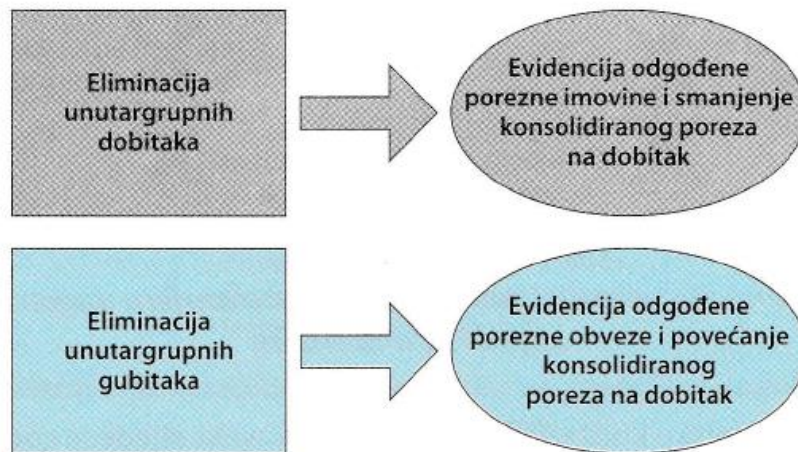 Eliminacija
unutargrupnih
dobitaka
Evidencija odgođene
porezne imovine i smanjenje
konsolidiranog poreza
na dobitak
Eliminacija
unutargrupnih
gubitaka
Evidencija odgođene
porezne obveze i povećanje
konsolidiranog
poreza na dobitak